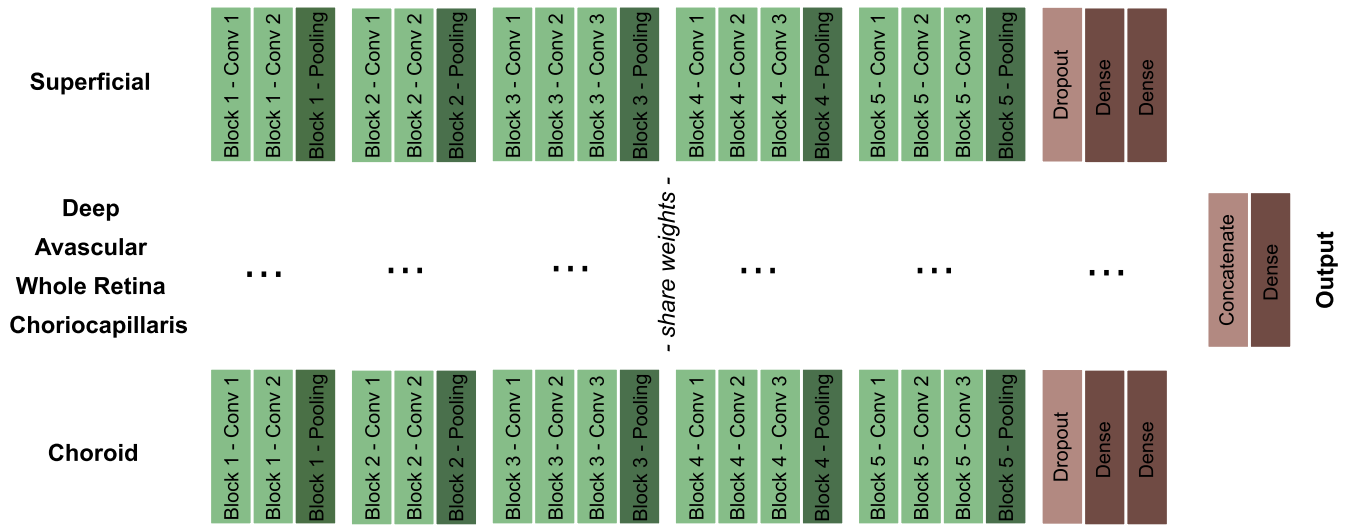 Superficial
Block 1 - Conv 1
Block 1 - Conv 2
Block 1 - Pooling
Block 2 - Conv 1
Block 2 - Conv 2
Block 2 - Pooling
Block 3 - Conv 1
Block 3 - Conv 2
Block 3 - Conv 3
Block 3 - Pooling
Block 4 - Conv 1
Block 4 - Conv 2
Block 4 - Conv 3
Block 4 - Pooling
Block 5 - Conv 1
Block 5 - Conv 2
Block 5 - Conv 3
Block 5 - Pooling
Dropout
Dense
Dense
Deep
Avascular
Whole Retina
Choriocapillaris
...
...
...
- share weights -
...
...
...
Concatenate
Dense
Output
Choroid
Block 1 - Conv 1
Block 1 - Conv 2
Block 1 - Pooling
Block 2 - Conv 1
Block 2 - Conv 2
Block 2 - Pooling
Block 3 - Conv 1
Block 3 - Conv 2
Block 3 - Conv 3
Block 3 - Pooling
Block 4 - Conv 1
Block 4 - Conv 2
Block 4 - Conv 3
Block 4 - Pooling
Block 5 - Conv 1
Block 5 - Conv 2
Block 5 - Conv 3
Block 5 - Pooling
Dropout
Dense
Dense